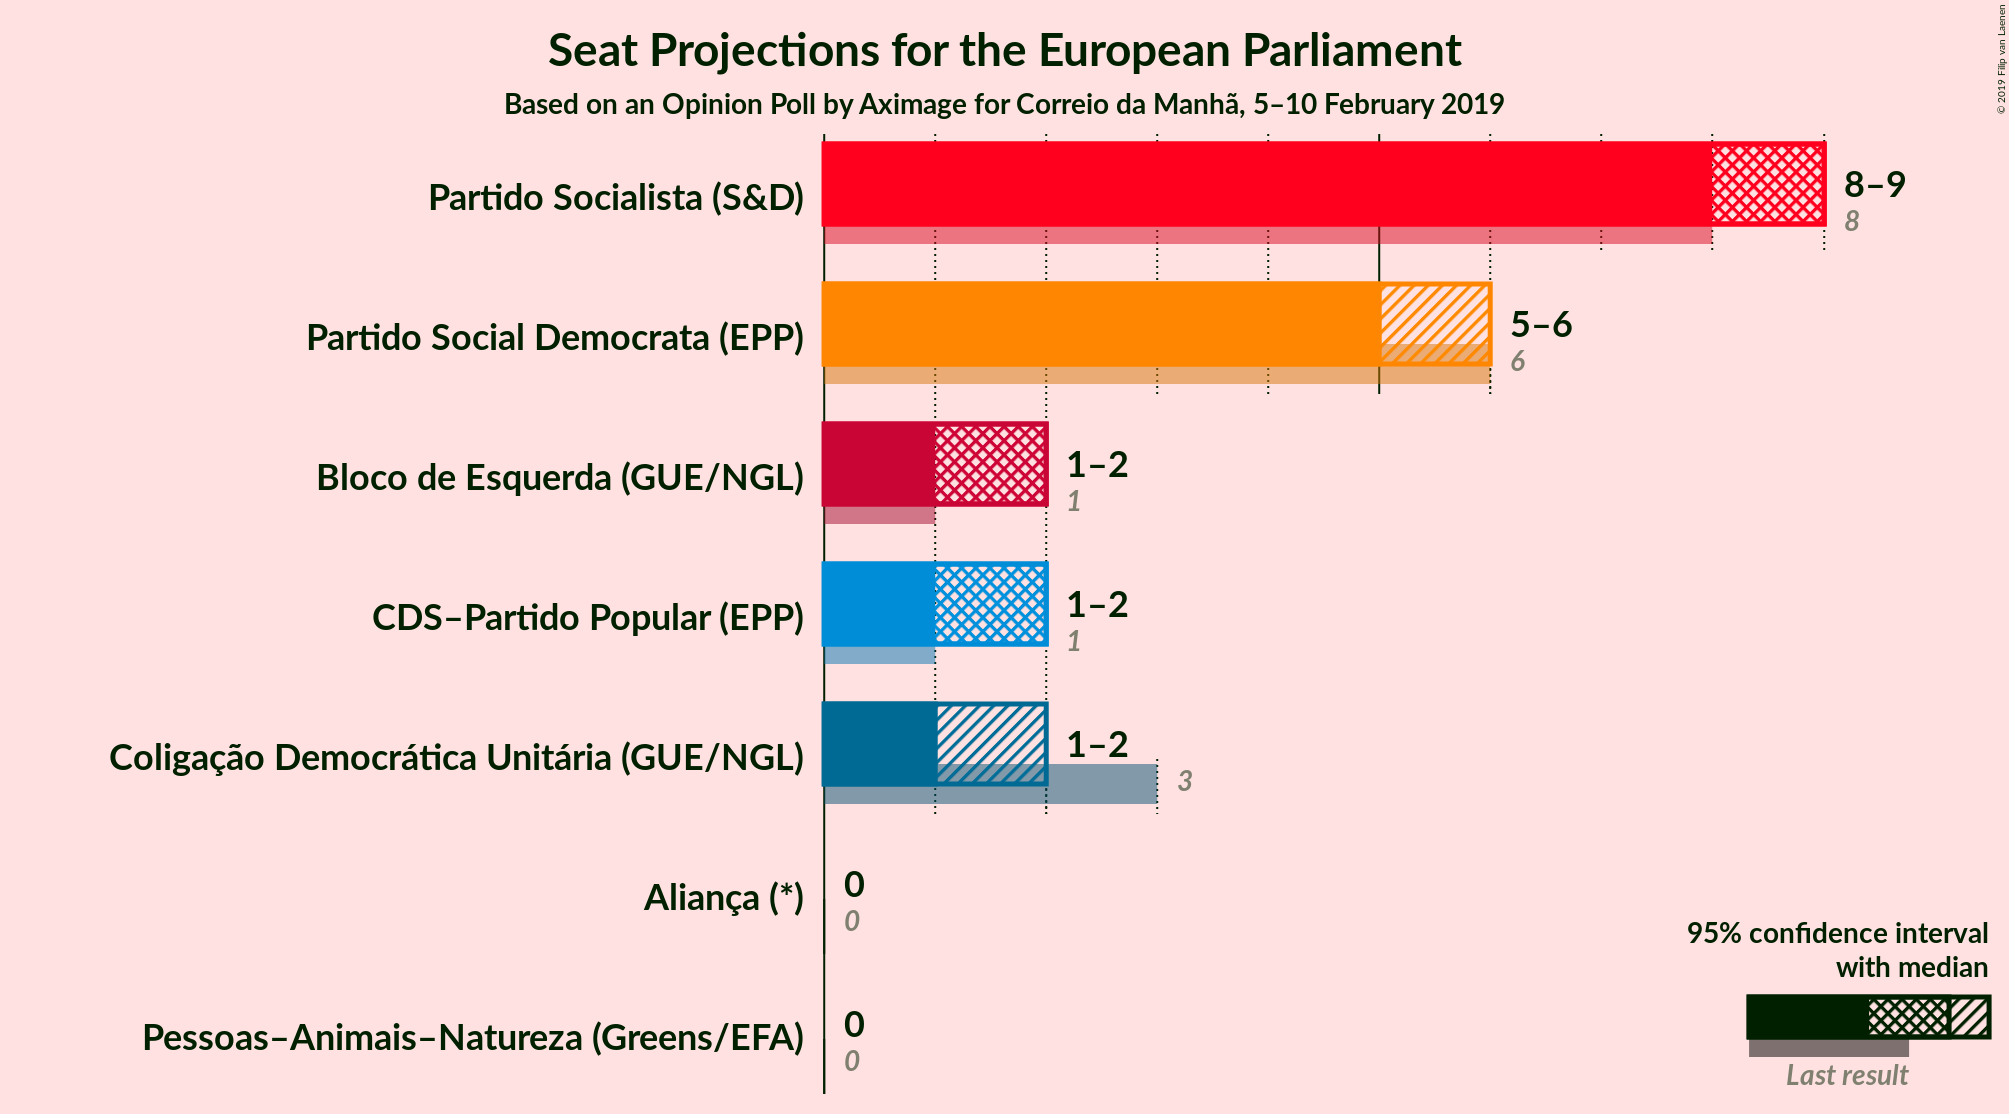 Seat Projections for the European Parliament
Based on an Opinion Poll by Aximage for Correio da Manhã, 5–10 February 2019
© 2019 Filip van Laenen
Partido Socialista (S&D)
8–9
8
Partido Social Democrata (EPP)
5–6
6
Bloco de Esquerda (GUE/NGL)
1–2
1
CDS–Partido Popular (EPP)
1–2
1
Coligação Democrática Unitária (GUE/NGL)
1–2
3
Aliança (*)
0
0
Pessoas–Animais–Natureza (Greens/EFA)
0
0
95% confidence interval
with median
Last result